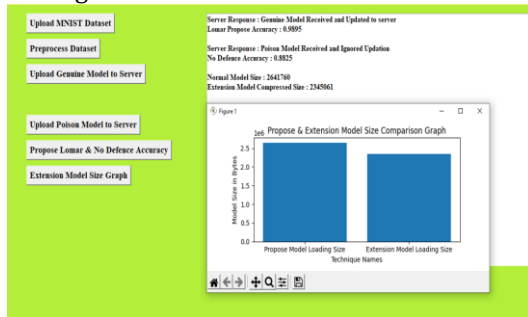 Upload MNIST Dataset
Preprocess Dataset
Upload Genuine Model to Server
Upload Poison Model to Server
Propose Lomar & No Defence Accuracy
Extension Model Size Graph
Server Response : Genuine Model Received and Updated to server
Lomar Propose Accuracy : 0.9895
Server Response : Poison Model Received and Ignored Updation
No Defence Accuracy : 0.8825
Normal Model Size : 2641760
Extension Model Compressed Size : 2345061
Figure 1
1e6 Propose & Extension Model Size Comparison Graph
2.5
2.0
1.5
1.0
0.5
0.0
Model Size in Bytes
Propose Model Loading Size Extension Model Loading Size
Technique Names